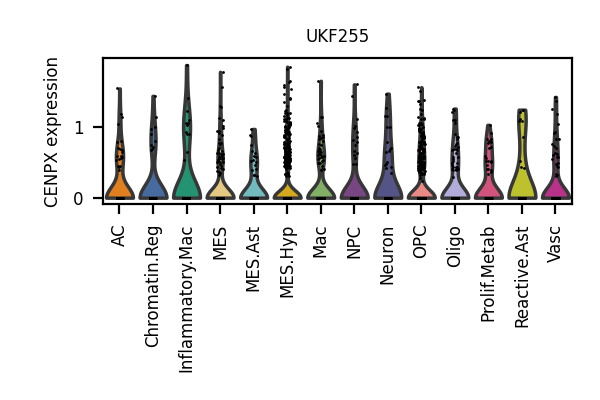 UKF255
CENPX expression
1
0
AC
Chromatin.Reg
Inflammatory.Mac
MES
MES.Ast
MES.Hyp
Mac
NPC
Neuron
OPC
Oligo
Prolif.Metab
Reactive.Ast
Vasc